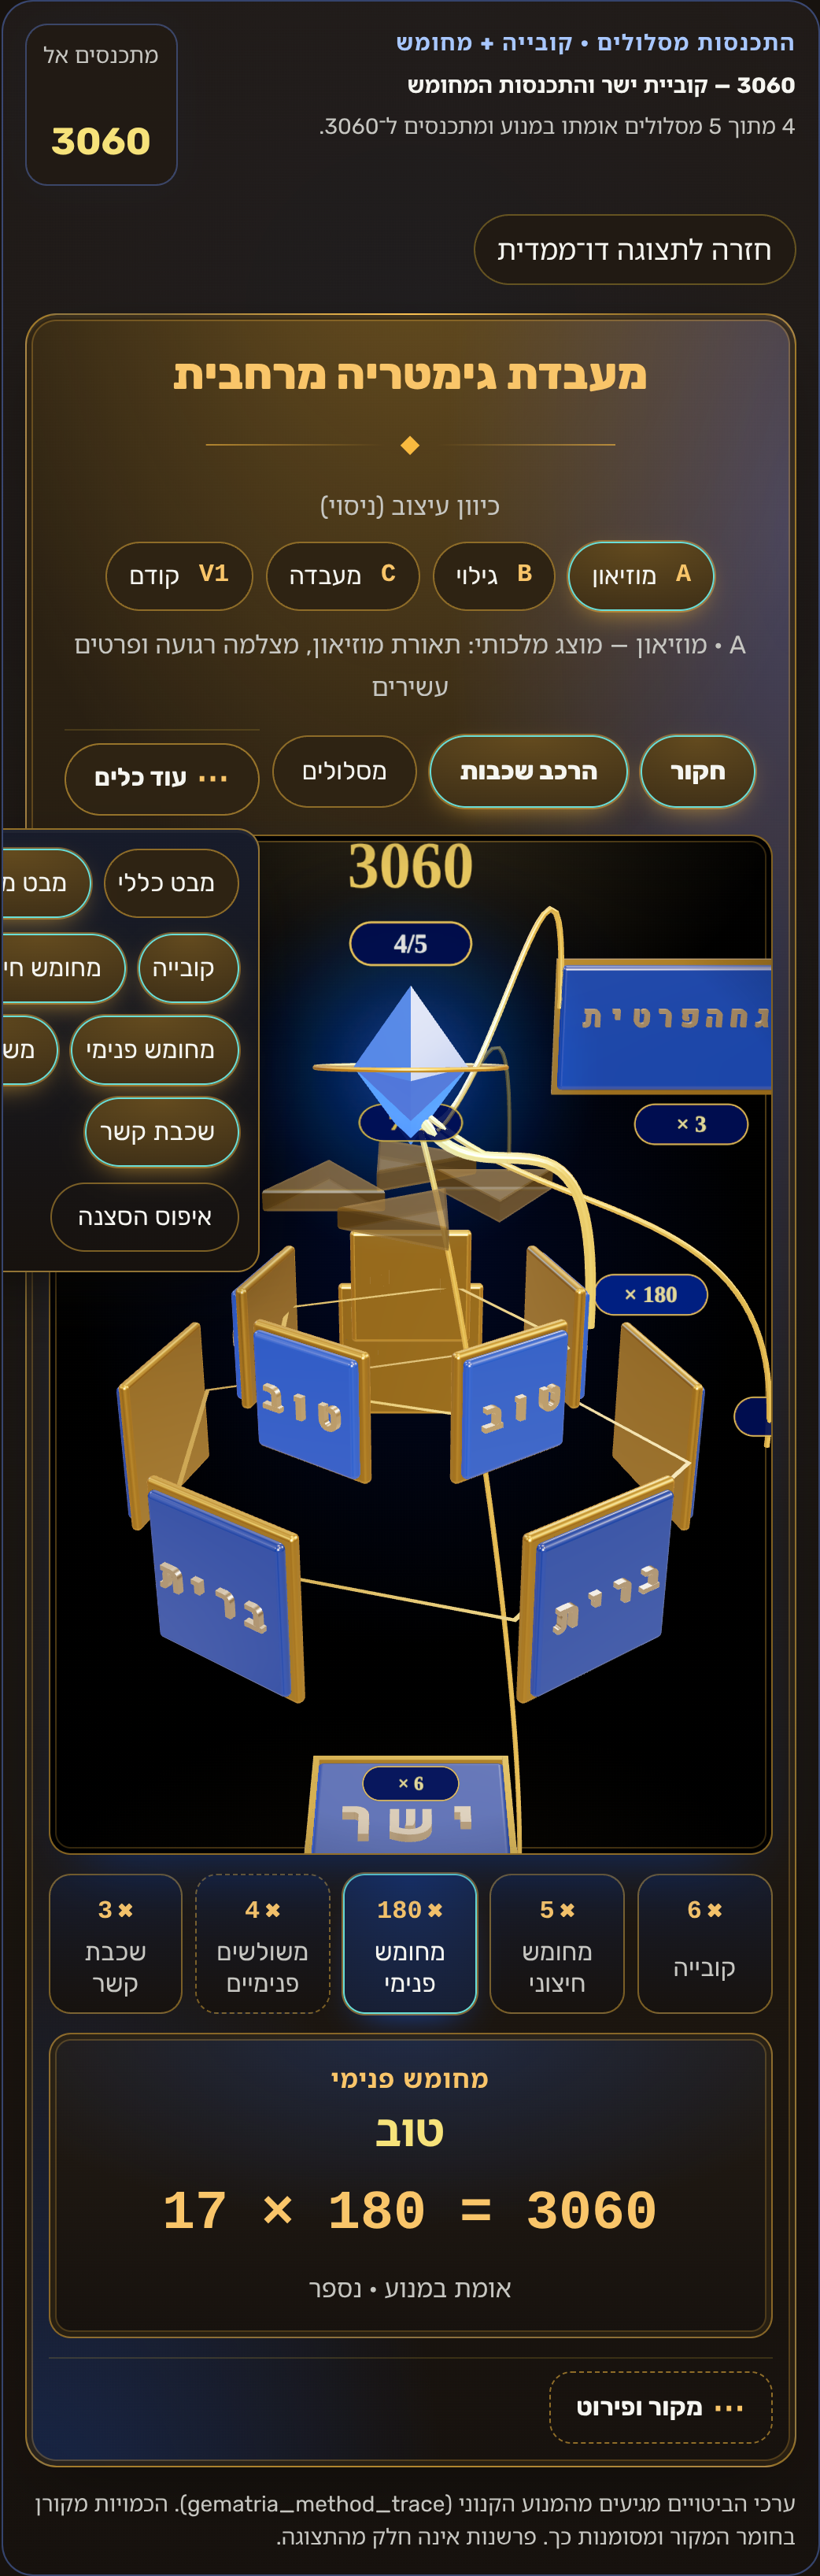 התכנסות מסלולים • קובייה + מחומש
3060 – קוביית ישר והתכנסות המחומש
4 מתוך 5 מסלולים אומתו במנוע ומתכנסים ל־3060.
מתכנסים אל
3060
חזרה לתצוגה דו־ממדית
מעבדת גימטריה מרחבית
כיוון עיצוב (ניסוי)
A מוזיאון
B גילוי
C מעבדה
V1 קודם
A • מוזיאון — מוצג מלכותי: תאורת מוזיאון, מצלמה רגועה ופרטים
עשירים
חקור
הרכב שכבות
מסלולים
••• עוד כלים
מבט כללי
מבט
קובייה
מחומש
מחומש פנימי
שכבת קשר
איפוס הסצנה
3060
4/5
גחהפרטית
× 3
× 180
טוב
טוב
ברית
ברית
× 6
ישר
6✖
קובייה
5✖
מחומש
חיצוני
180✖
מחומש
פנימי
4✖
משולשים
פנימיים
3✖
שכבת
קשר
מחומש פנימי
טוב
17 × 180 = 3060
אומת במנוע • נספר
••• מקור ופירוט
ערכי הביטויים מגיעים מהמנוע הקנוני (gematria_method_trace). הכמויות מקורן
בחומר המקור ומסומנות כך. פרשנות אינה חלק מהתצוגה.